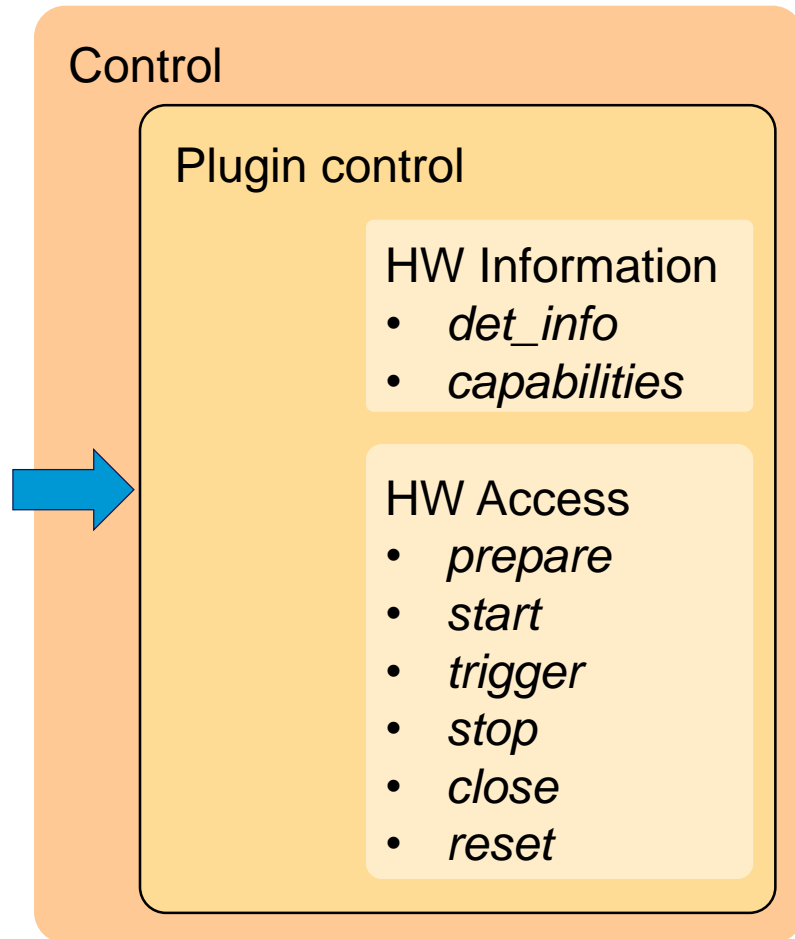 Control
Plugin control
HW Information
• det_info
• capabilities
HW Access
• prepare
• start
• trigger
• stop
• close
• reset